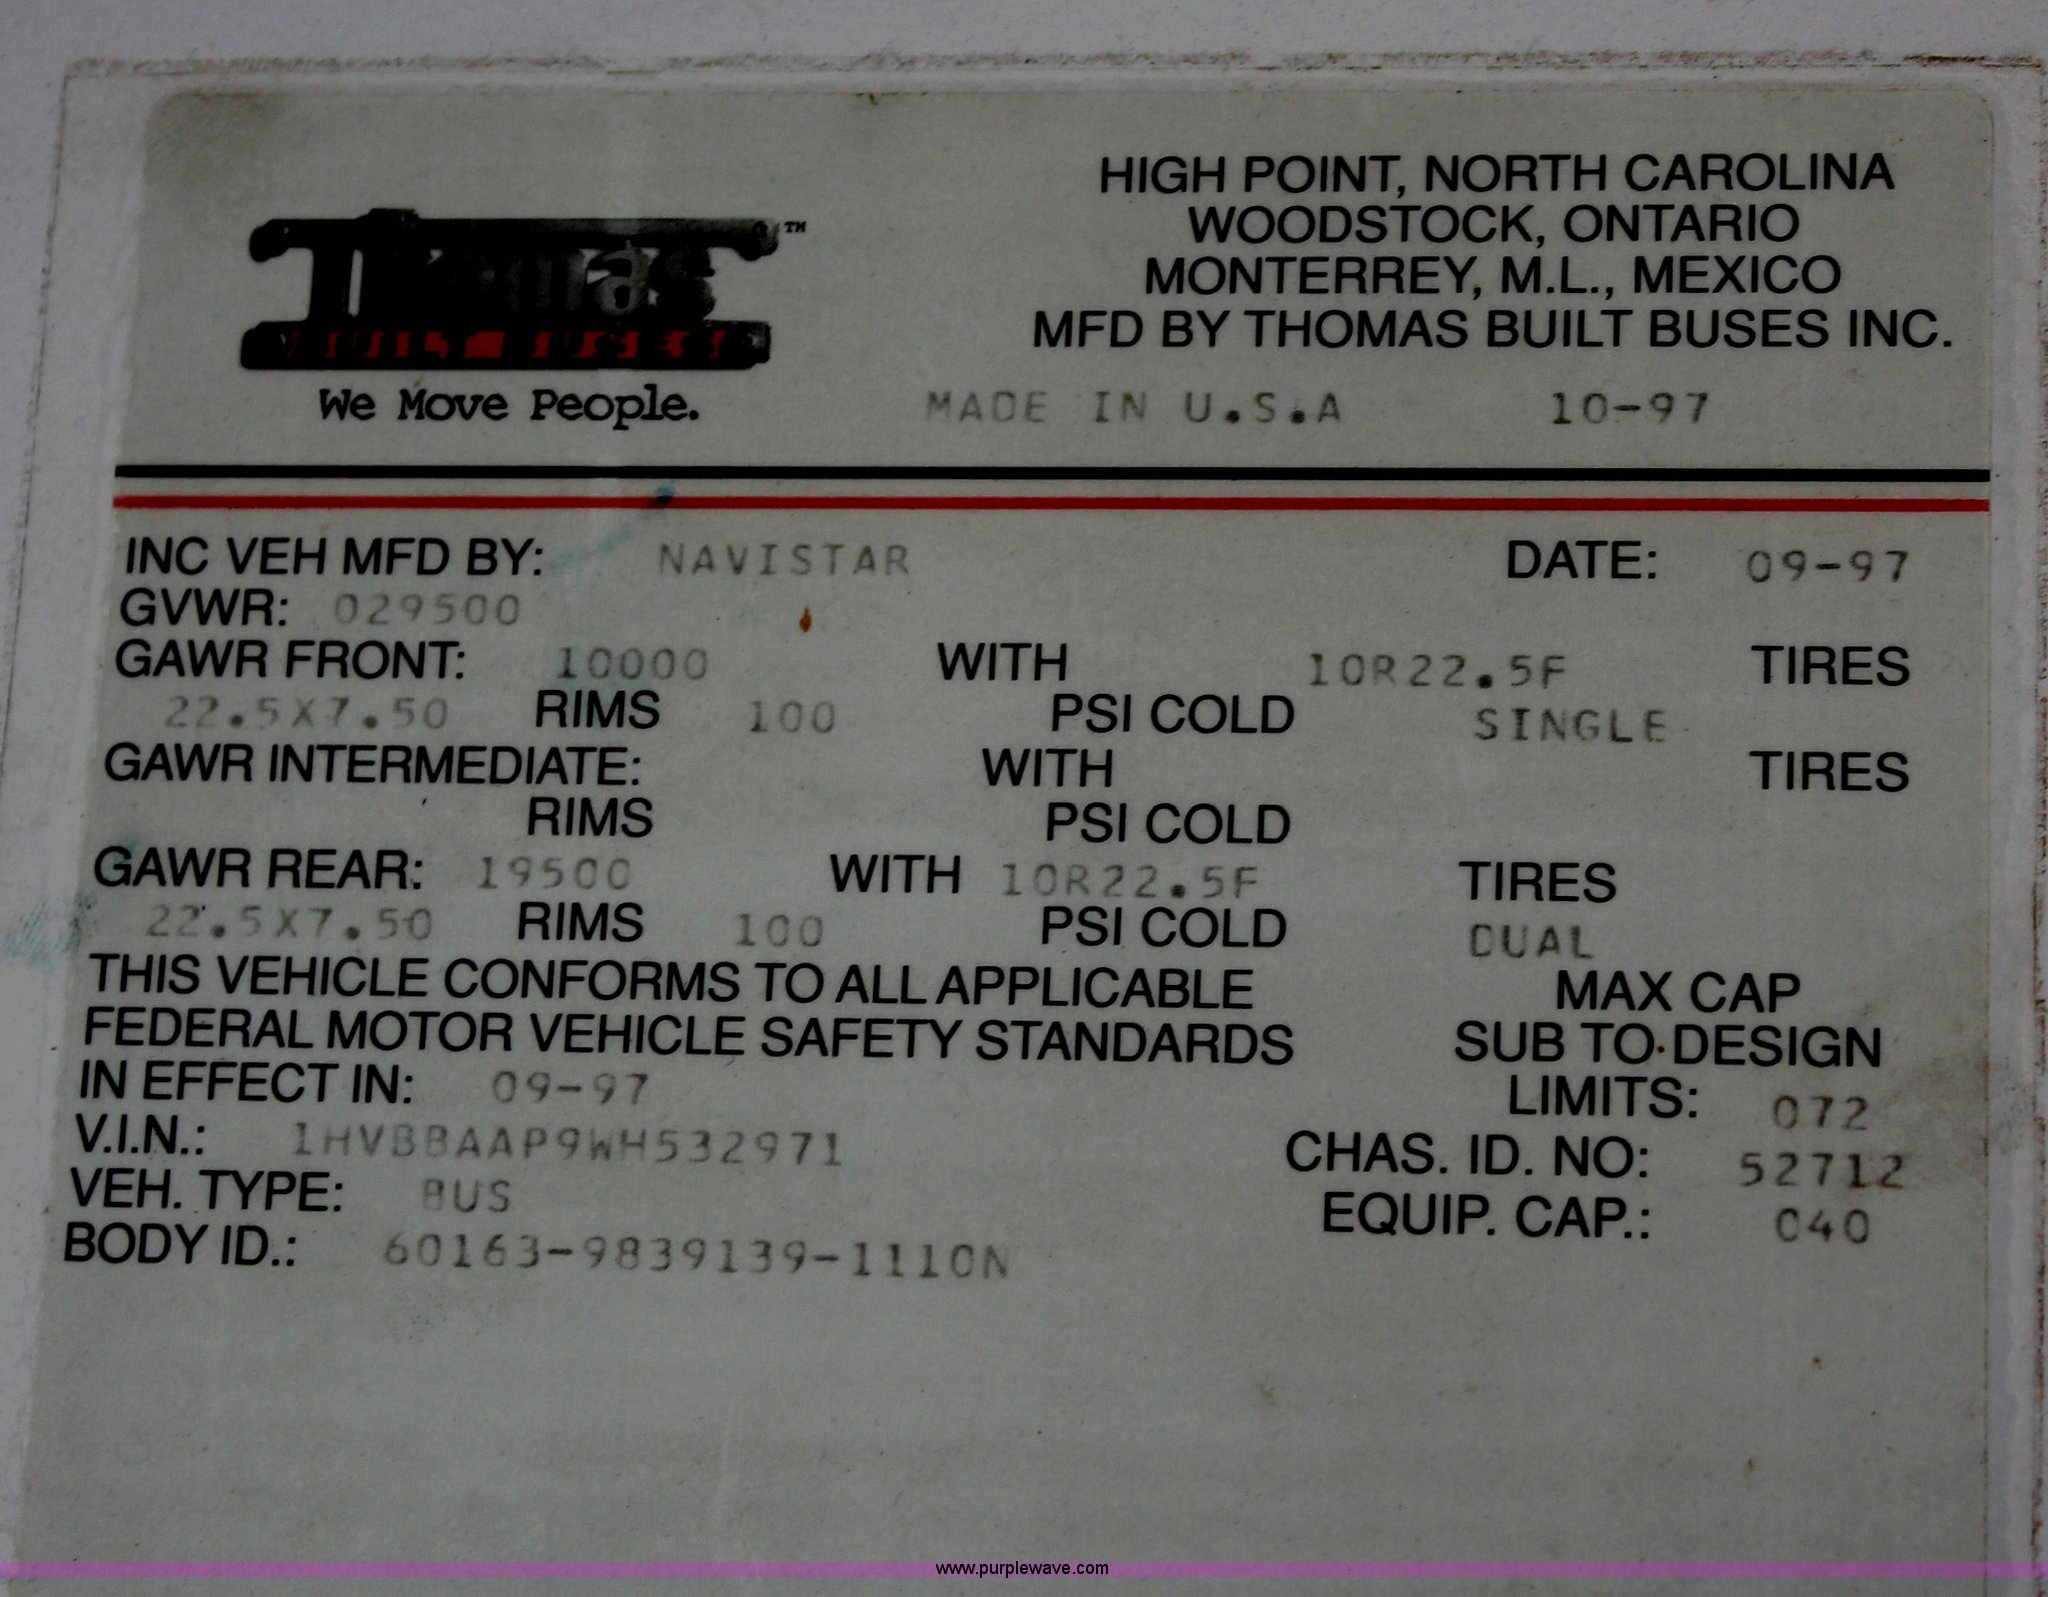 Thomas ™
BUILT BUSES
We Move People.
HIGH POINT, NORTH CAROLINA
WOODSTOCK, ONTARIO
MONTERREY, M.L., MEXICO
MFD BY THOMAS BUILT BUSES INC.
MADE IN U.S.A 10-97
INC VEH MFD BY: NAVISTAR DATE: 09-97
GVWR: 029500
GAWR FRONT: 10000 WITH 10R22.5F TIRES
22.5X7.50 RIMS 100 PSI COLD SINGLE
GAWR INTERMEDIATE: WITH TIRES
RIMS PSI COLD
GAWR REAR: 19500 WITH 10R22.5F TIRES
22.5X7.50 RIMS 100 PSI COLD DUAL
THIS VEHICLE CONFORMS TO ALL APPLICABLE
FEDERAL MOTOR VEHICLE SAFETY STANDARDS
IN EFFECT IN: 09-97
MAX CAP
SUB TO DESIGN
LIMITS: 072
V.I.N.: 1HVBBAAP9WH532971
CHAS. ID. NO: 52712
VEH. TYPE: BUS
EQUIP. CAP.: 040
BODY ID.: 60163-9839139-1110N
www.purplewave.com